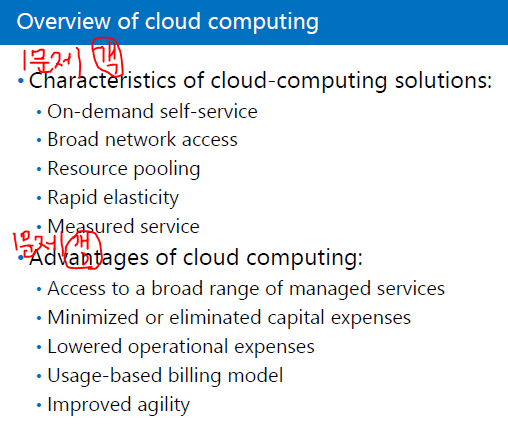 Overview of cloud computing
1문제 객
• Characteristics of cloud-computing solutions:
• On-demand self-service
• Broad network access
• Resource pooling
• Rapid elasticity
• Measured service
1문제
• Advantages of cloud computing:
• Access to a broad range of managed services
• Minimized or eliminated capital expenses
• Lowered operational expenses
• Usage-based billing model
• Improved agility